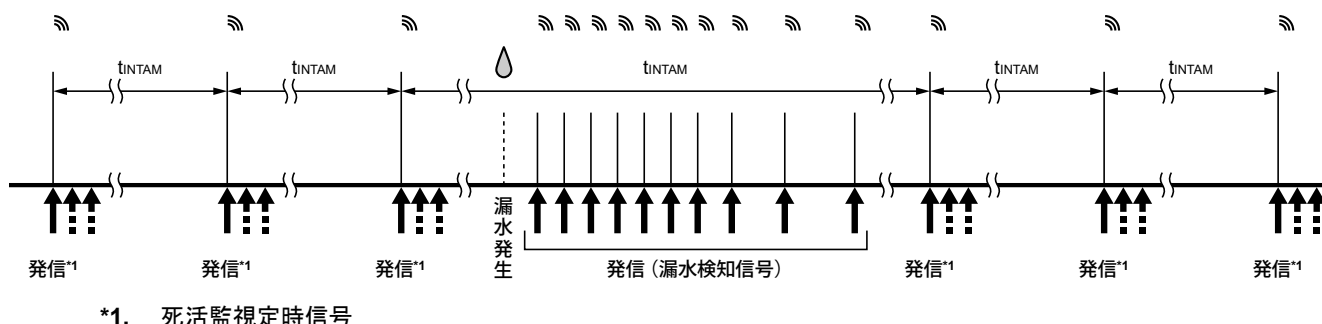 tINTAM tINTAM tINTAM tINTAM tINTAM
漏水発生
発信*1 発信*1 発信*1 発信（漏水検知信号） 発信*1 発信*1 発信*1
*1. 死活監視定時信号